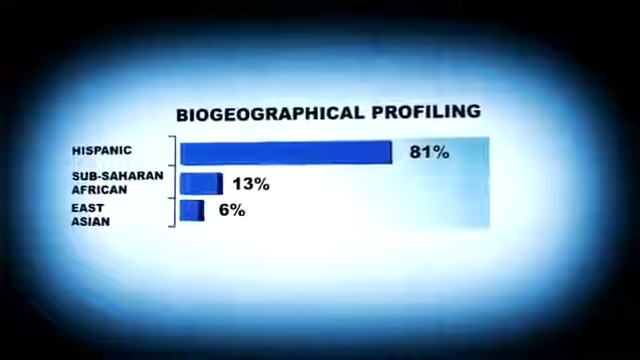 BIOGEOGRAPHICAL PROFILING
HISPANIC 81%
SUB-SAHARAN
AFRICAN 13%
EAST
ASIAN 6%